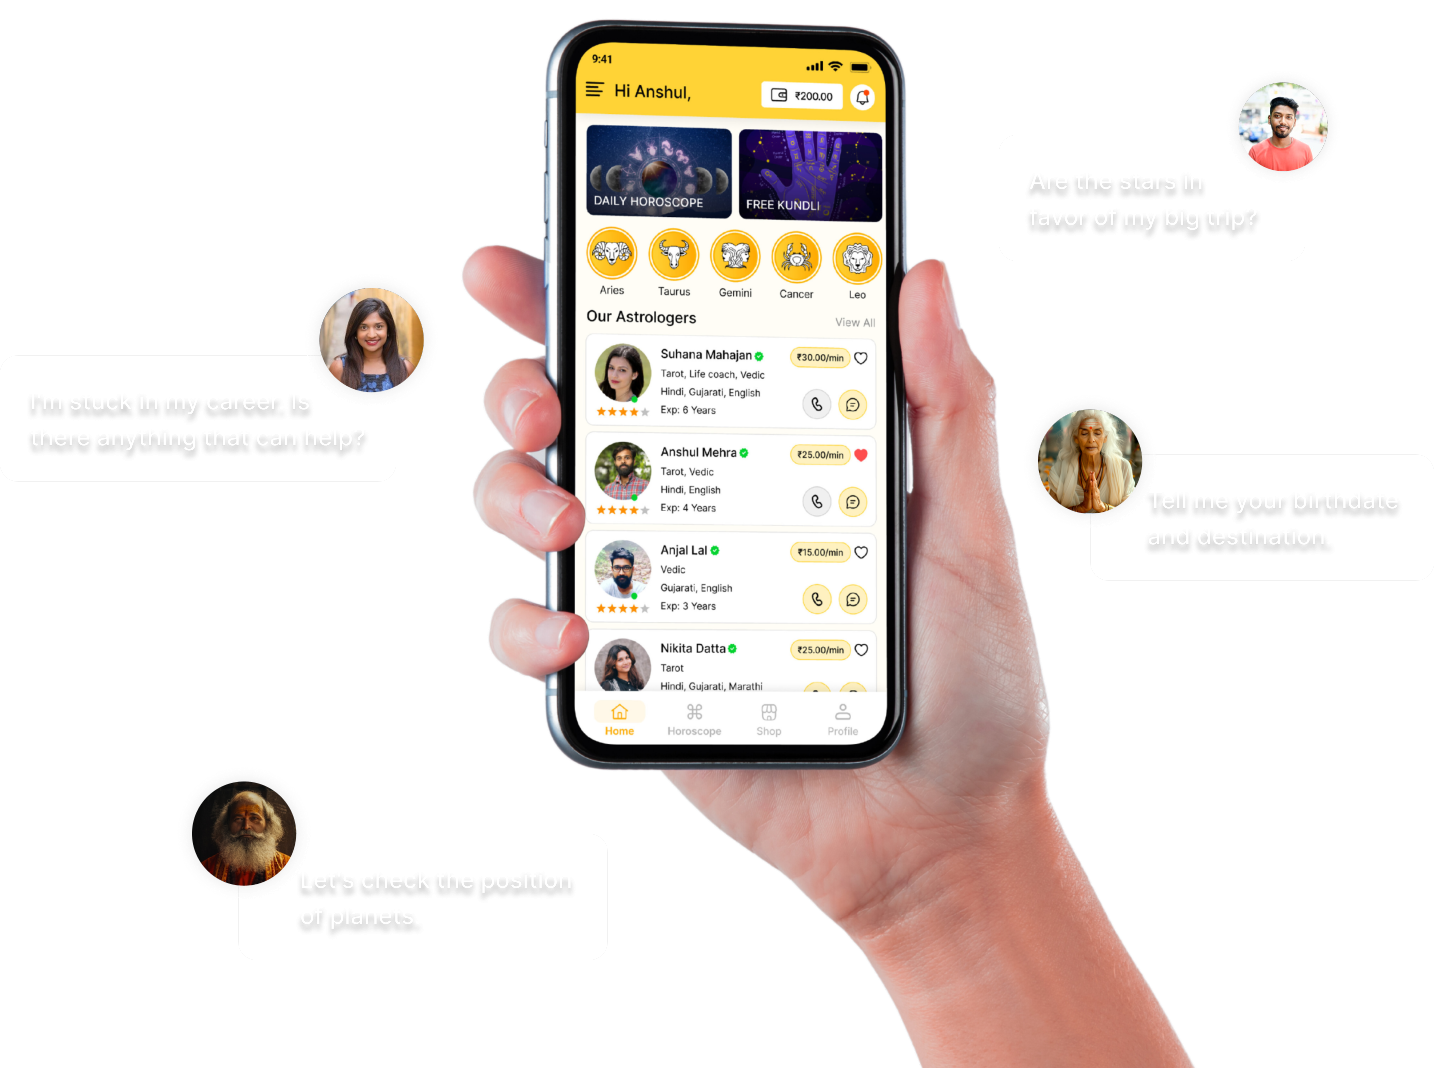 9:41
Hi Anshul,
₹200.00
DAILY HOROSCOPE
FREE KUNDLI
Aries
Taurus
Gemini
Cancer
Leo
Our Astrologers
View All
Suhana Mahajan
₹30.00/min
Tarot, Life coach, Vedic
Hindi, Gujarati, English
Exp: 6 Years
Anshul Mehra
₹25.00/min
Tarot, Vedic
Hindi, English
Exp: 4 Years
Anjal Lal
₹15.00/min
Vedic
Gujarati, English
Exp: 3 Years
Nikita Datta
₹25.00/min
Tarot
Hindi, Gujarati, Marathi
Home
Horoscope
Shop
Profile
Are the stars in
favor of my big trip?
I'm stuck in my career. Is
there anything that can help?
Tell me your birthdate
and destination.
Let's check the position
of planets.